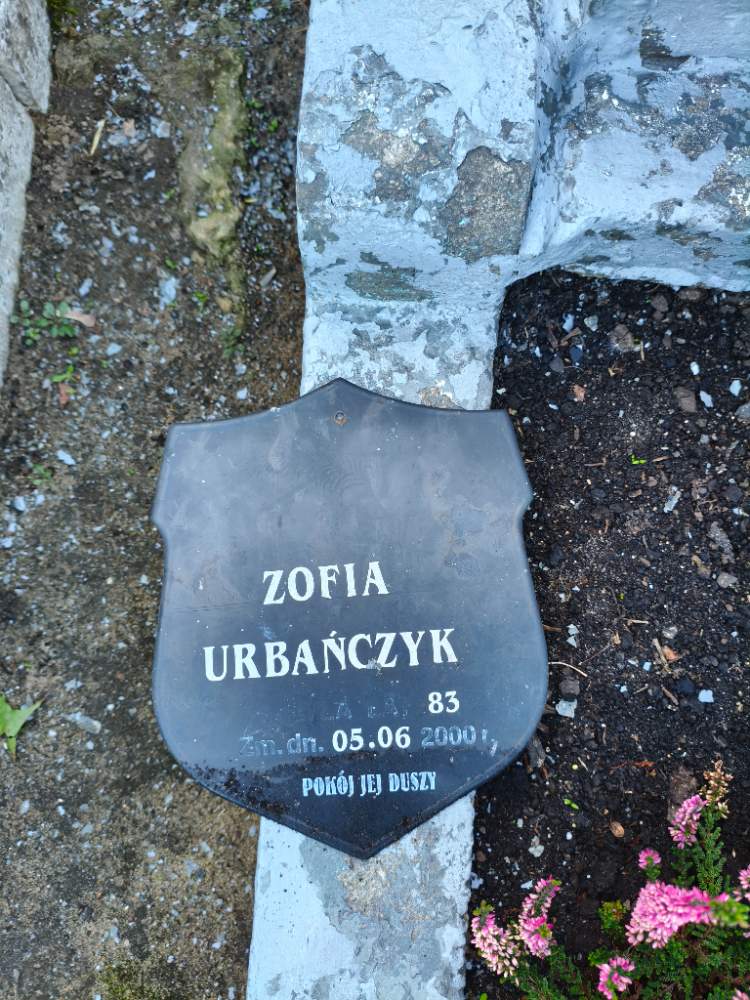 ZOFIA
URBAŃCZYK
83
Zm. dn. 05.06 2000 r.
POKÓJ JEJ DUSZY